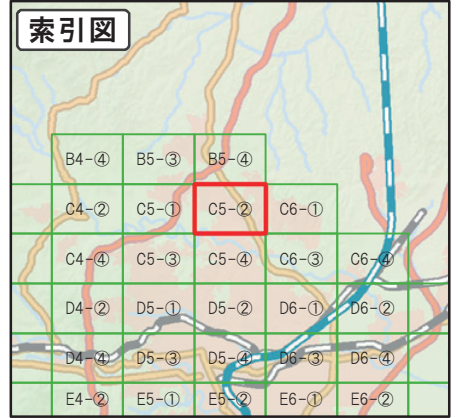 索引図
B4-④ B5-③ B5-④
C4-② C5-① C5-② C6-①
C4-④ C5-③ C5-④ C6-③ C6-④
D4-② D5-① D5-② D6-① D6-②
D4-④ D5-③ D5-④ D6-③ D6-④
E4-② E5-① E5-② E6-① E6-②